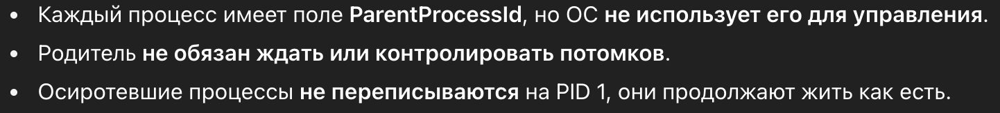 • Каждый процесс имеет поле ParentProcessId, но ОС не использует его для управления.
• Родитель не обязан ждать или контролировать потомков.
• Осиротевшие процессы не переписываются на PID 1, они продолжают жить как есть.